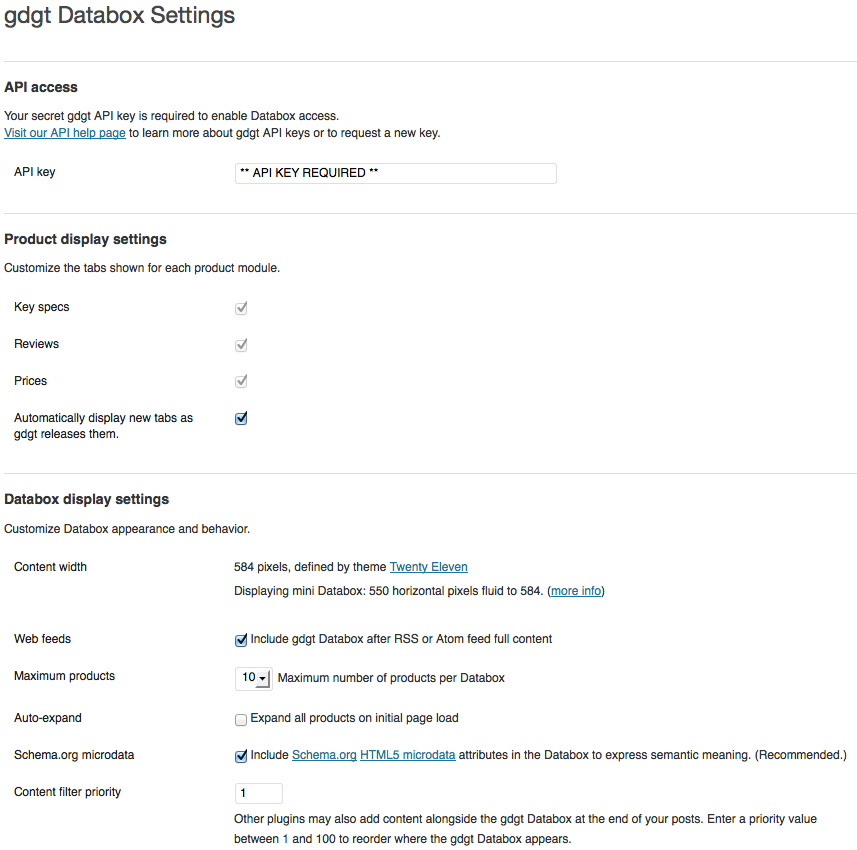 gdgt Databox Settings
API access
Your secret gdgt API key is required to enable Databox access.
Visit our API help page to learn more about gdgt API keys or to request a new key.
API key
** API KEY REQUIRED **
Product display settings
Customize the tabs shown for each product module.
Key specs
Reviews
Prices
Automatically display new tabs as
gdgt releases them.
Databox display settings
Customize Databox appearance and behavior.
Content width
584 pixels, defined by theme Twenty Eleven
Displaying mini Databox: 550 horizontal pixels fluid to 584. (more info)
Web feeds
Include gdgt Databox after RSS or Atom feed full content
Maximum products
10 Maximum number of products per Databox
Auto-expand
Expand all products on initial page load
Schema.org microdata
Include Schema.org HTML5 microdata attributes in the Databox to express semantic meaning. (Recommended.)
Content filter priority
1
Other plugins may also add content alongside the gdgt Databox at the end of your posts. Enter a priority value
between 1 and 100 to reorder where the gdgt Databox appears.